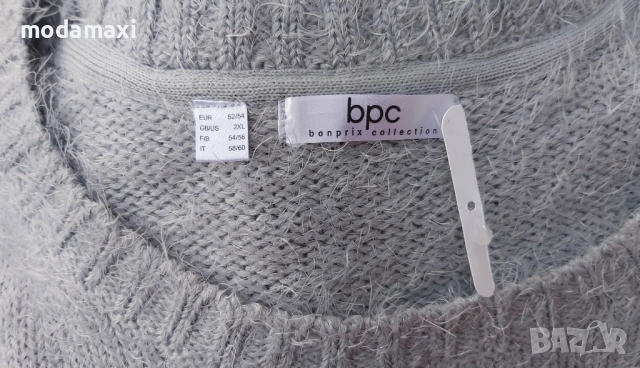 modamaxi
EUR 52/54
GB/US 2XL
F/B 54/56
IT 58/60
bpc
bonprix collection
BAZAR